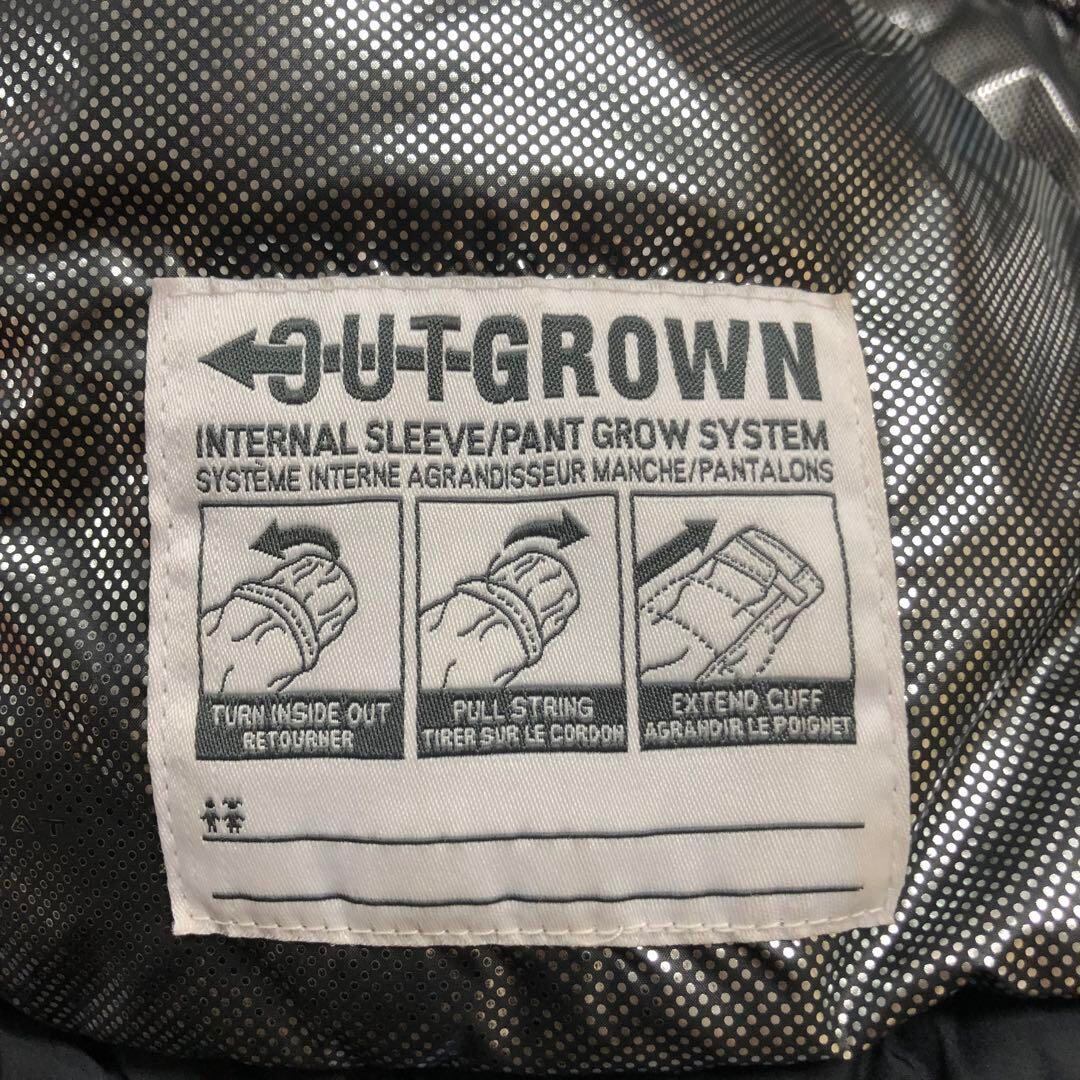 OUTGROWN
INTERNAL SLEEVE/PANT GROW SYSTEM
SYSTÈME INTERNE AGRANDISSEUR MANCHE/PANTALONS
TURN INSIDE OUT
RETOURNER
PULL STRING
TIRER SUR LE CORDON
EXTEND CUFF
AGRANDIR LE POIGNET